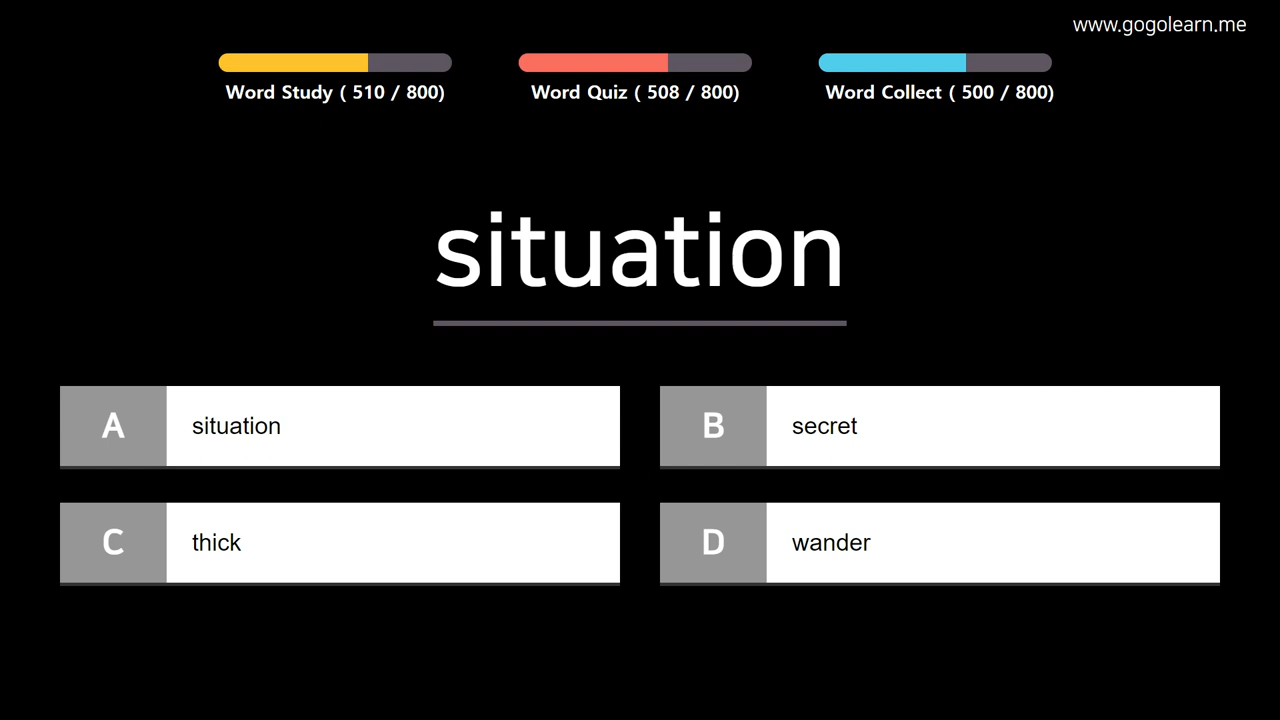 www.gogolearn.me
Word Study ( 510 / 800)
Word Quiz ( 508 / 800)
Word Collect ( 500 / 800)
situation
A situation
B secret
C thick
D wander